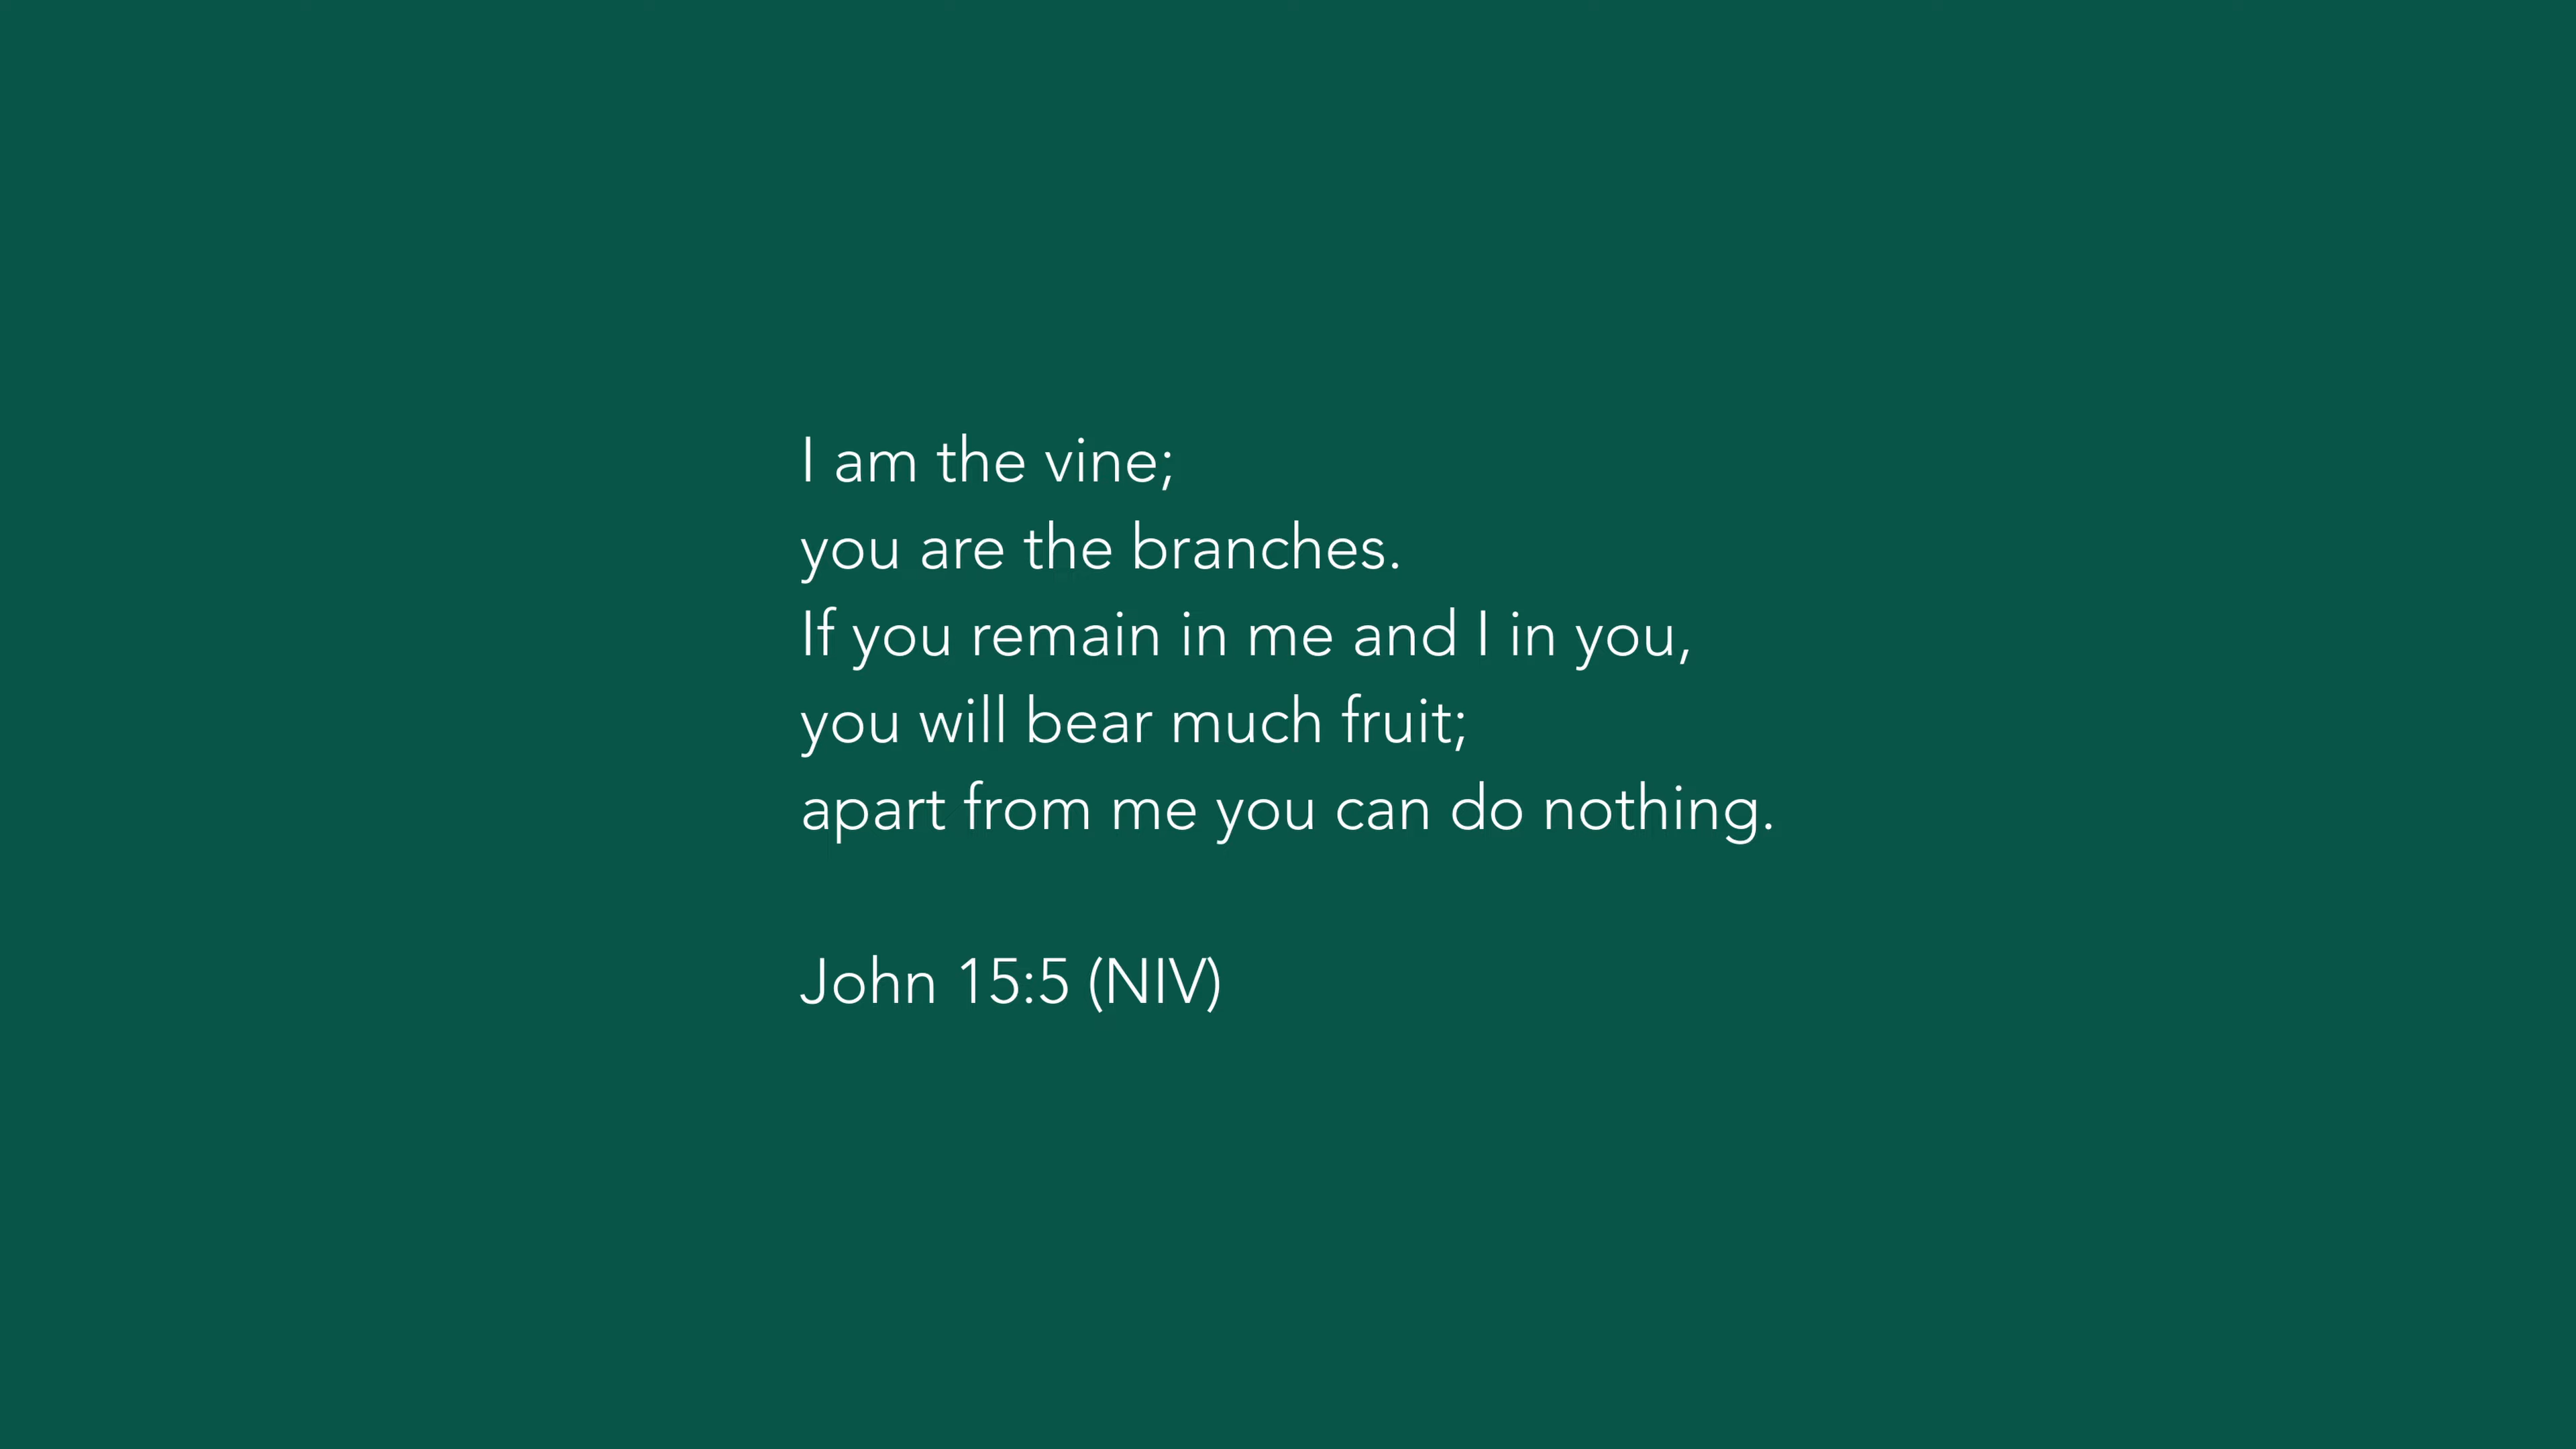 I am the vine;
you are the branches.
If you remain in me and I in you,
you will bear much fruit;
apart from me you can do nothing.
John 15:5 (NIV)